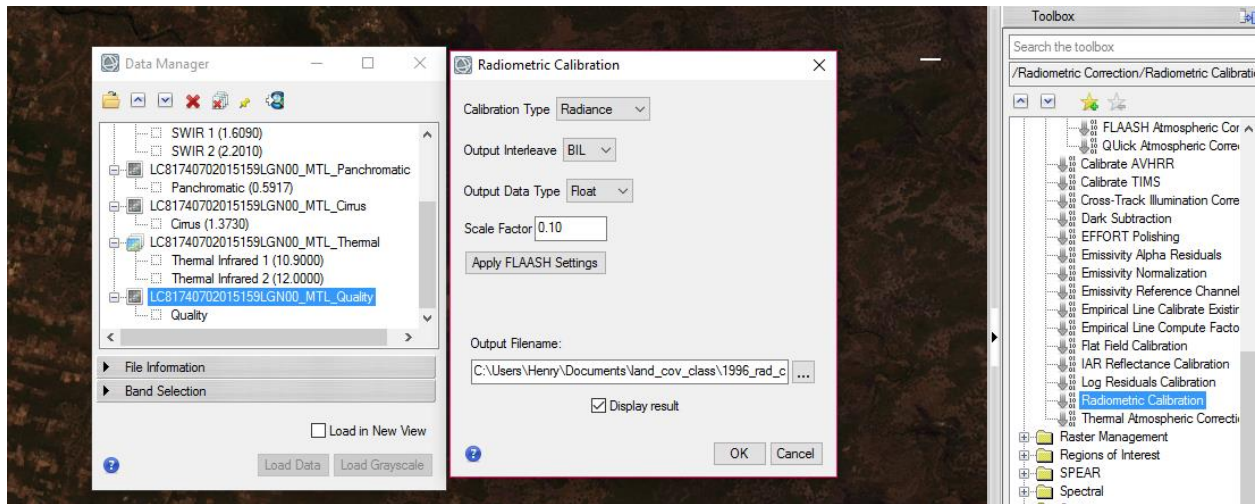 Data Manager
SWIR 1 (1.6090)
SWIR 2 (2.2010)
LC81740702015159LGN00_MTL_Panchromatic
Panchromatic (0.5917)
LC81740702015159LGN00_MTL_Cirrus
Cirrus (1.3730)
LC81740702015159LGN00_MTL_Thermal
Thermal Infrared 1 (10.9000)
Thermal Infrared 2 (12.0000)
LC81740702015159LGN00_MTL_Quality
Quality
File Information
Band Selection
Load in New View
Load Data Load Grayscale
Radiometric Calibration
Calibration Type Radiance
Output Interleave BIL
Output Data Type Float
Scale Factor 0.10
Apply FLAASH Settings
Output Filename:
C:\Users\Henry\Documents\land_cov_class\1996_rad_c ...
Display result
OK Cancel
Toolbox
Search the toolbox
/Radiometric Correction/Radiometric Calibrati
FLAASH Atmospheric Cor
QUick Atmospheric Corre
Calibrate AVHRR
Calibrate TIMS
Cross-Track Illumination Corre
Dark Subtraction
EFFORT Polishing
Emissivity Alpha Residuals
Emissivity Normalization
Emissivity Reference Channel
Empirical Line Calibrate Existin
Empirical Line Compute Facto
Flat Field Calibration
IAR Reflectance Calibration
Log Residuals Calibration
Radiometric Calibration
Thermal Atmospheric Correcti
Raster Management
Regions of Interest
SPEAR
Spectral